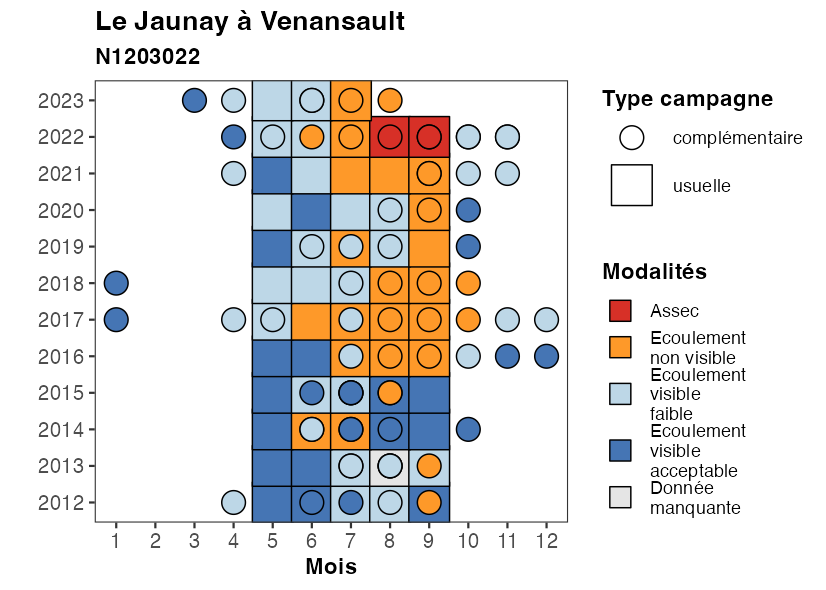 Le Jaunay à Venansault
N1203022
2023
2022
2021
2020
2019
2018
2017
2016
2015
2014
2013
2012
1 2 3 4 5 6 7 8 9 10 11 12
Mois
Type campagne
complémentaire
usuelle
Modalités
Assec
Ecoulement
non visible
Ecoulement
visible
faible
Ecoulement
visible
acceptable
Donnée
manquante